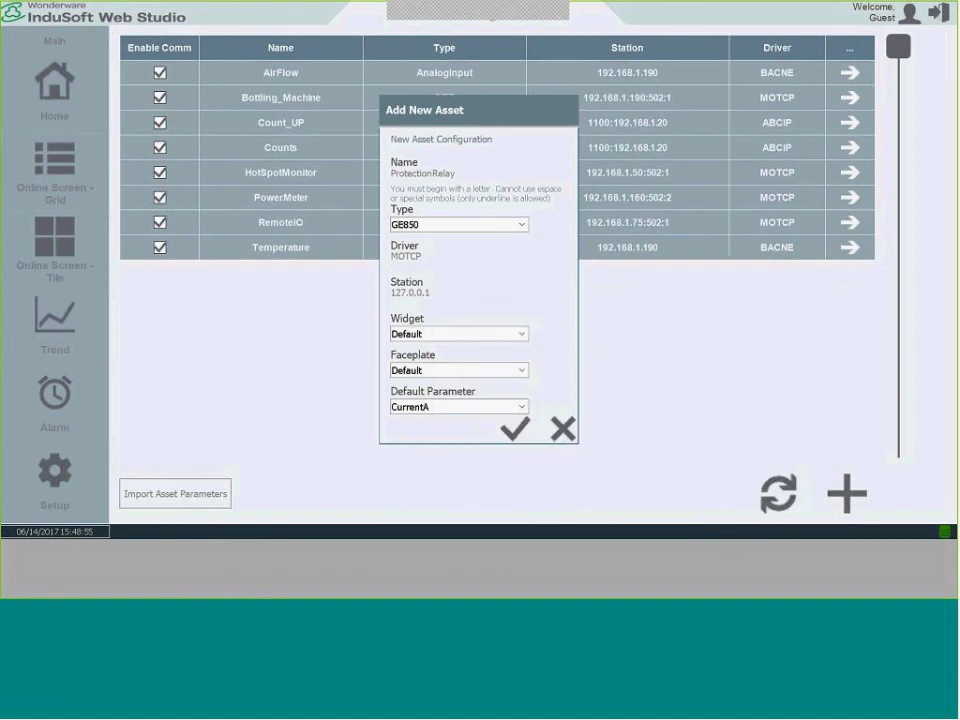 Wonderware
InduSoft Web Studio
Welcome,
Guest
Main
Home
Online Screen -
Grid
Online Screen -
Tile
Trend
Alarm
Setup
Enable Comm Name Type Station Driver ...
AirFlow AnalogInput 192.168.1.190 BACNE
Bottling_Machine 192.168.1.190:502:1 MOTCP
Count_UP 1100:192.168.1.20 ABCIP
Counts 1100:192.168.1.20 ABCIP
HotSpotMonitor 192.168.1.50:502:1 MOTCP
PowerMeter 192.168.1.160:502:2 MOTCP
RemoteIO 192.168.1.75:502:1 MOTCP
Temperature 192.168.1.190 BACNE
Add New Asset
New Asset Configuration
Name
ProtectionRelay
You must begin with a letter. Cannot use espace
or special symbols (only underline is allowed)
Type
GE850
Driver
MOTCP
Station
127.0.0.1
Widget
Default
Faceplate
Default
Default Parameter
CurrentA
Import Asset Parameters
06/14/2017 15:48:55